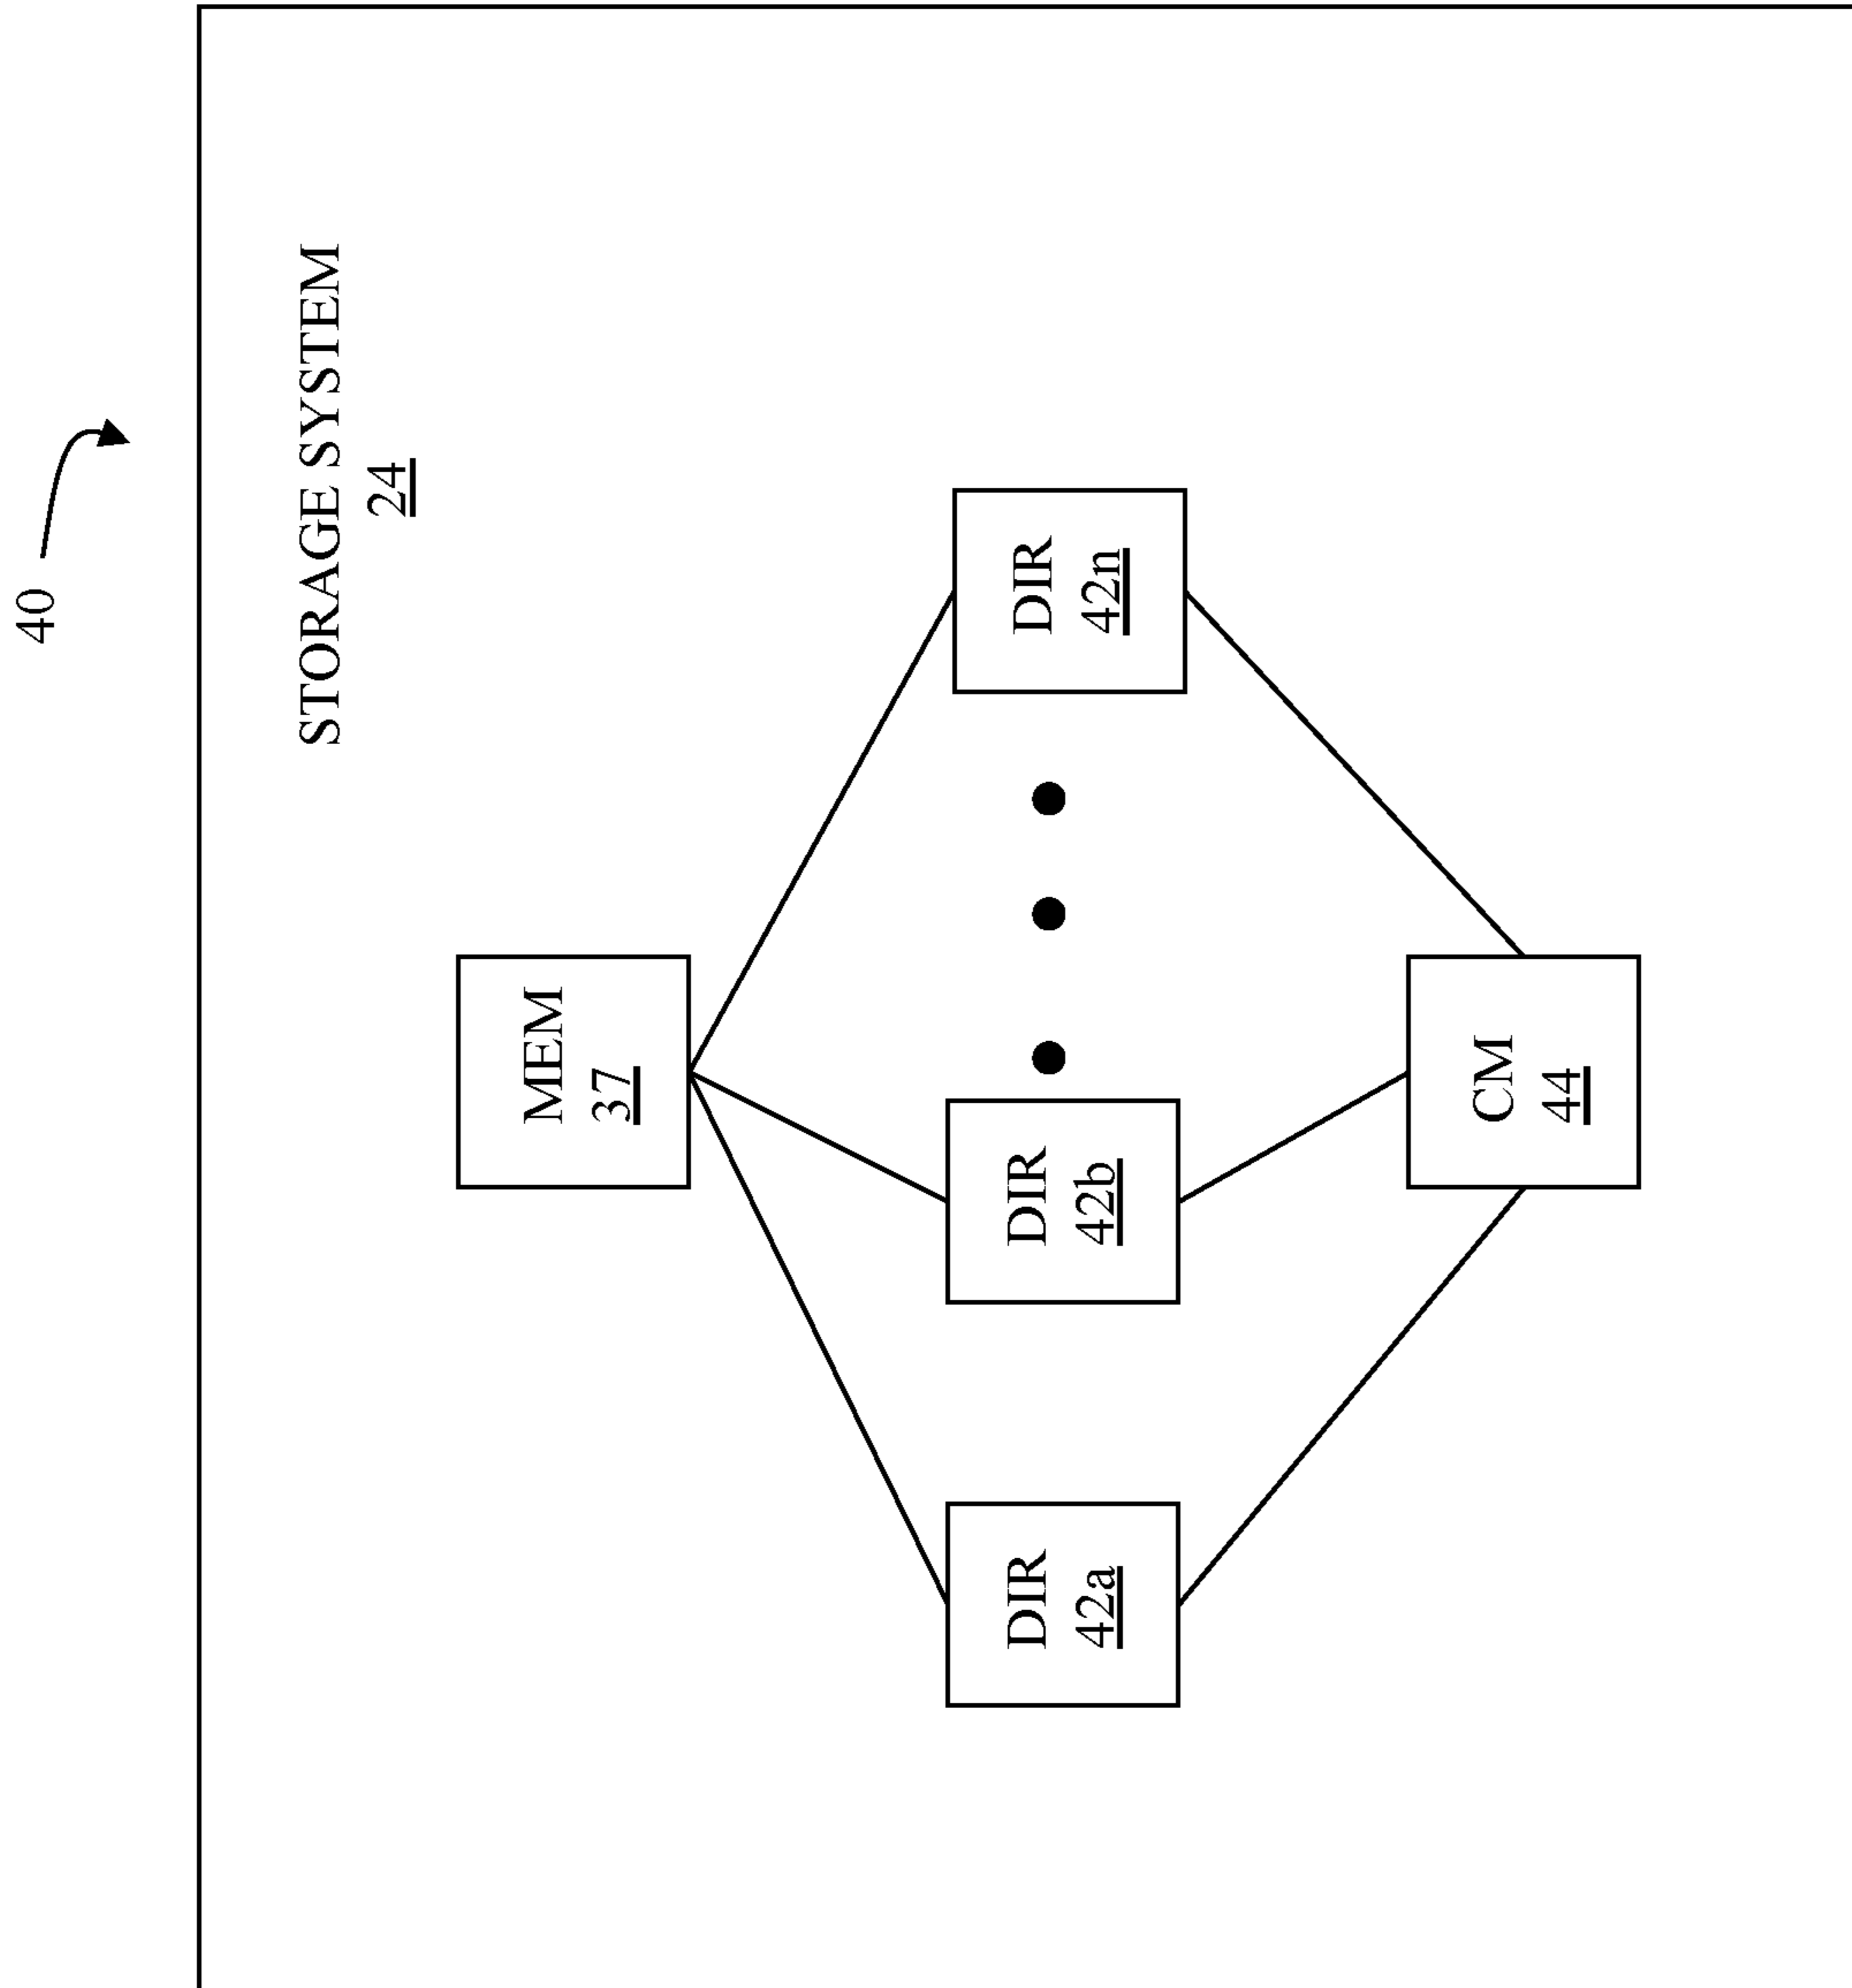 40
STORAGE SYSTEM
24
MEM
37
DIR
42a
DIR
42b
DIR
42n
CM
44